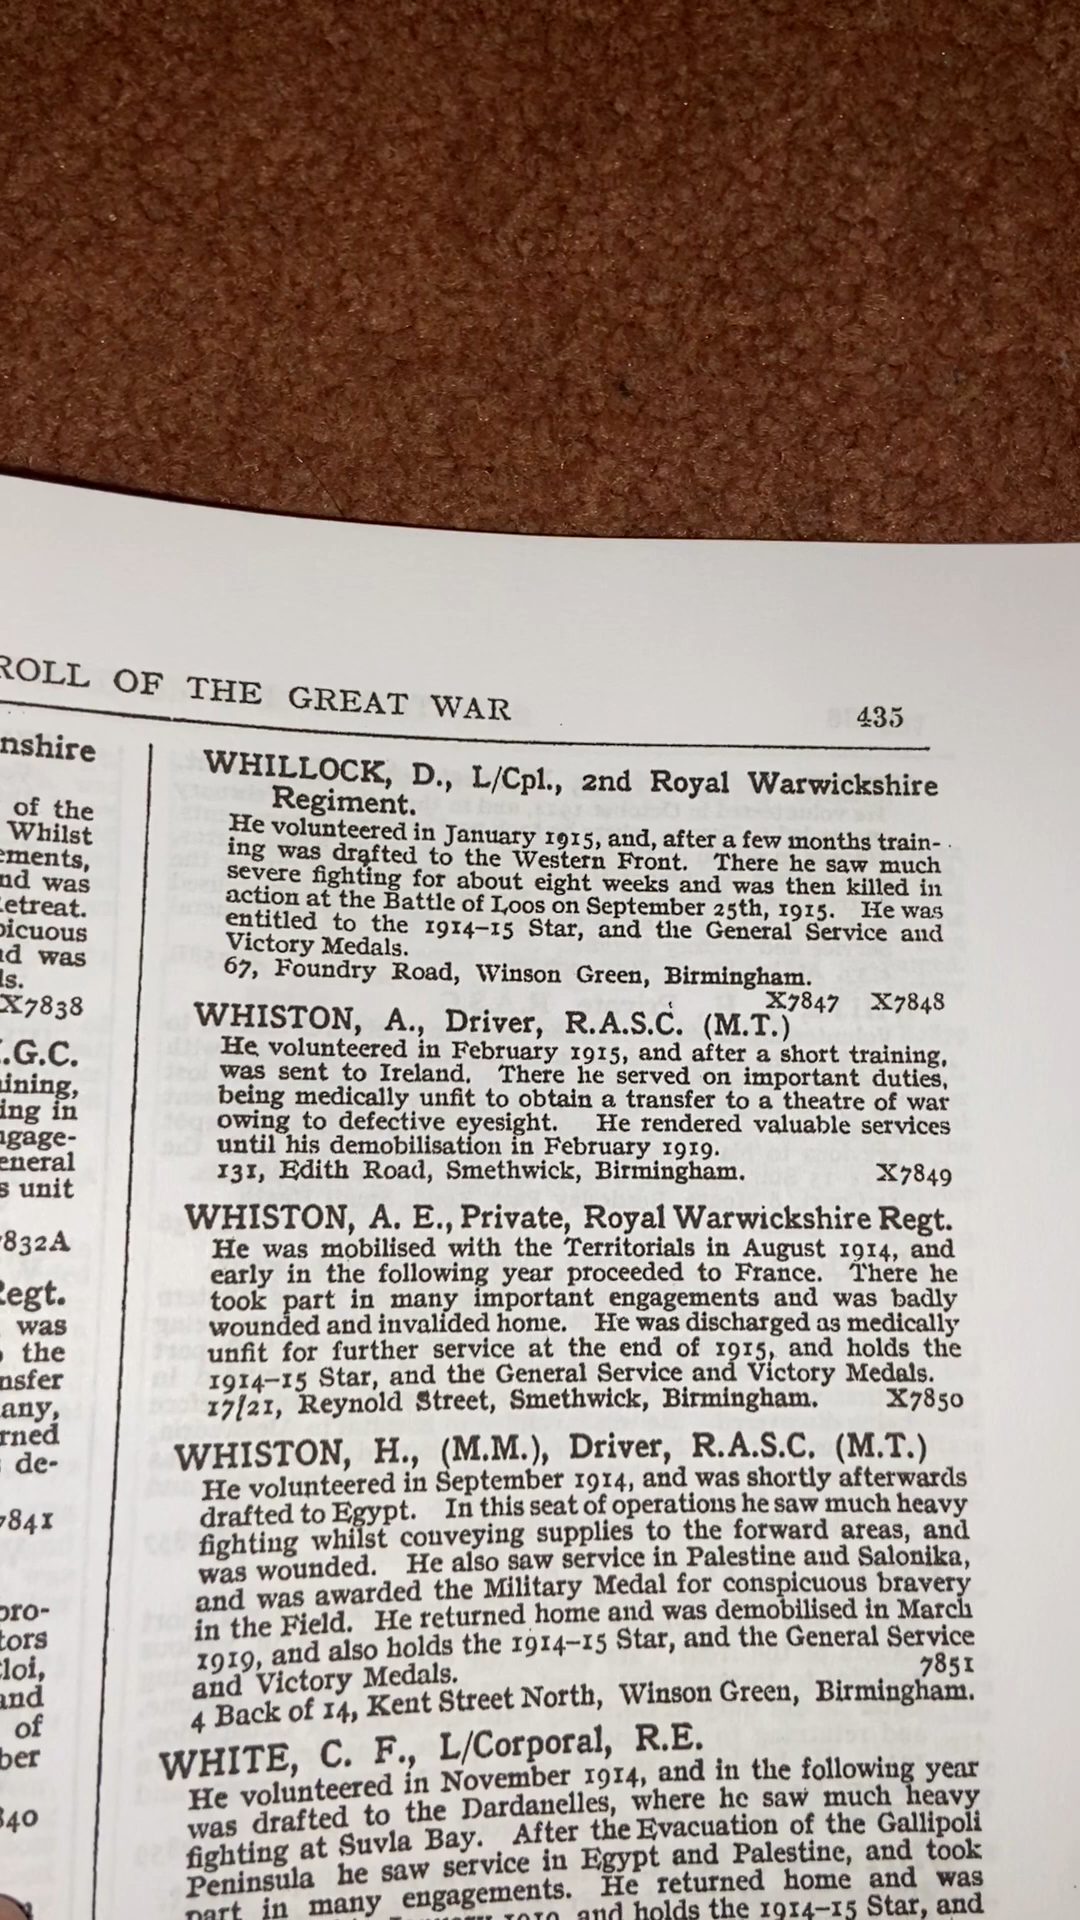 ROLL OF THE GREAT WAR 435
nshire
of the
Whilst
ements,
nd was
etreat.
picuous
nd was
ls.
X7838
.G.C.
ining,
ing in
ngage-
eneral
s unit
7832A
Regt.
was
the
nsfer
any,
rned
de-
7841
pro-
tors
loi,
and
of
ber
340
WHILLOCK, D., L/Cpl., 2nd Royal Warwickshire
Regiment.
He volunteered in January 1915, and, after a few months train-
ing was drafted to the Western Front. There he saw much
severe fighting for about eight weeks and was then killed in
action at the Battle of Loos on September 25th, 1915. He was
entitled to the 1914-15 Star, and the General Service and
Victory Medals.
67, Foundry Road, Winson Green, Birmingham.
X7847 X7848
WHISTON, A., Driver, R.A.S.C. (M.T.)
He volunteered in February 1915, and after a short training,
was sent to Ireland. There he served on important duties,
being medically unfit to obtain a transfer to a theatre of war
owing to defective eyesight. He rendered valuable services
until his demobilisation in February 1919.
131, Edith Road, Smethwick, Birmingham. X7849
WHISTON, A. E., Private, Royal Warwickshire Regt.
He was mobilised with the Territorials in August 1914, and
early in the following year proceeded to France. There he
took part in many important engagements and was badly
wounded and invalided home. He was discharged as medically
unfit for further service at the end of 1915, and holds the
1914-15 Star, and the General Service and Victory Medals.
17/21, Reynold Street, Smethwick, Birmingham. X7850
WHISTON, H., (M.M.), Driver, R.A.S.C. (M.T.)
He volunteered in September 1914, and was shortly afterwards
drafted to Egypt. In this seat of operations he saw much heavy
fighting whilst conveying supplies to the forward areas, and
was wounded. He also saw service in Palestine and Salonika,
and was awarded the Military Medal for conspicuous bravery
in the Field. He returned home and was demobilised in March
1919, and also holds the 1914-15 Star, and the General Service
and Victory Medals. 7851
4 Back of 14, Kent Street North, Winson Green, Birmingham.
WHITE, C. F., L/Corporal, R.E.
He volunteered in November 1914, and in the following year
was drafted to the Dardanelles, where he saw much heavy
fighting at Suvla Bay. After the Evacuation of the Gallipoli
Peninsula he saw service in Egypt and Palestine, and took
part in many engagements. He returned home and was
1919, and holds the 1914-15 Star, and